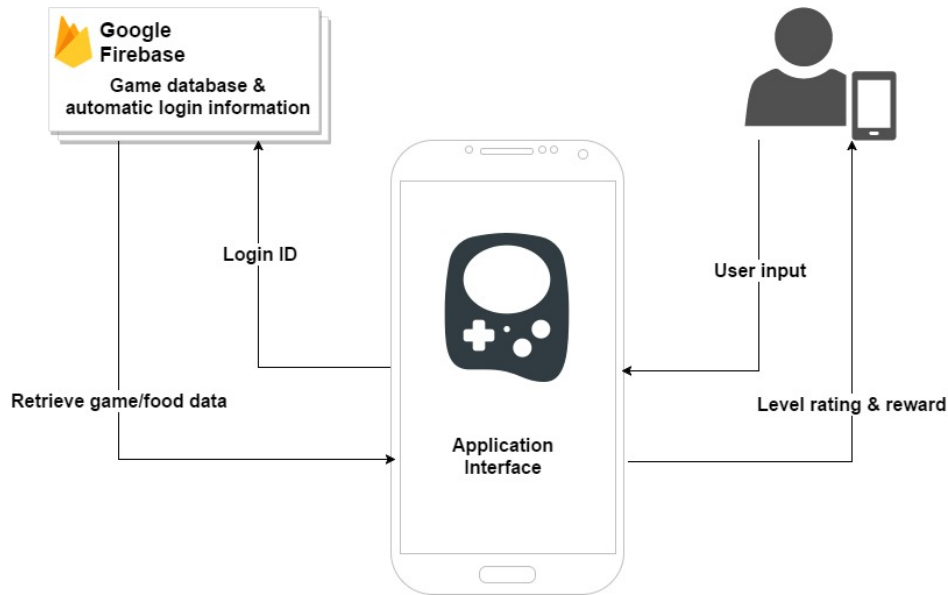 Google
Firebase
Game database &
automatic login information
Login ID
User input
Retrieve game/food data
Level rating & reward
Application
Interface